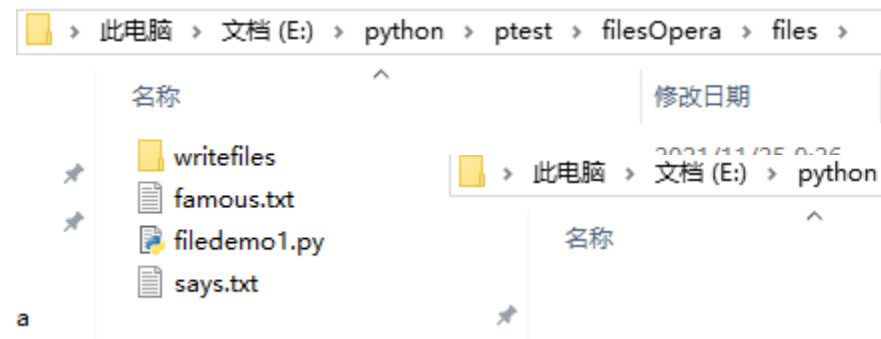 此电脑 > 文档 (E:) > python > ptest > filesOpera > files >
名称 修改日期
writefiles
famous.txt
filedemo1.py
says.txt
a
此电脑 > 文档 (E:) > python
名称